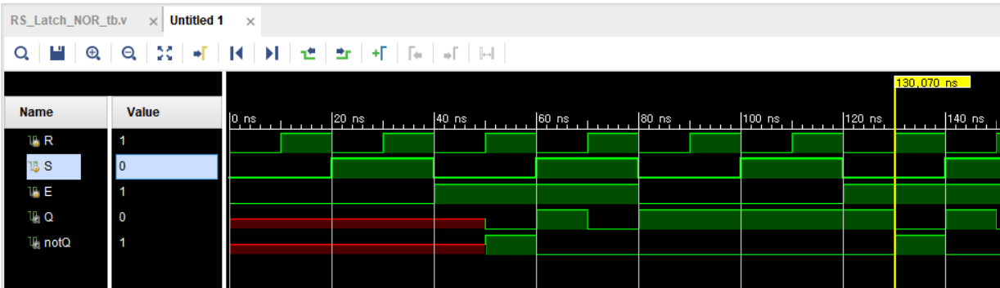 RS_Latch_NOR_tb.v × Untitled 1 ×
130,070 ns
Name Value
0 ns 20 ns 40 ns 60 ns 80 ns 100 ns 120 ns 140 ns
R 1
S 0
E 1
Q 0
notQ 1